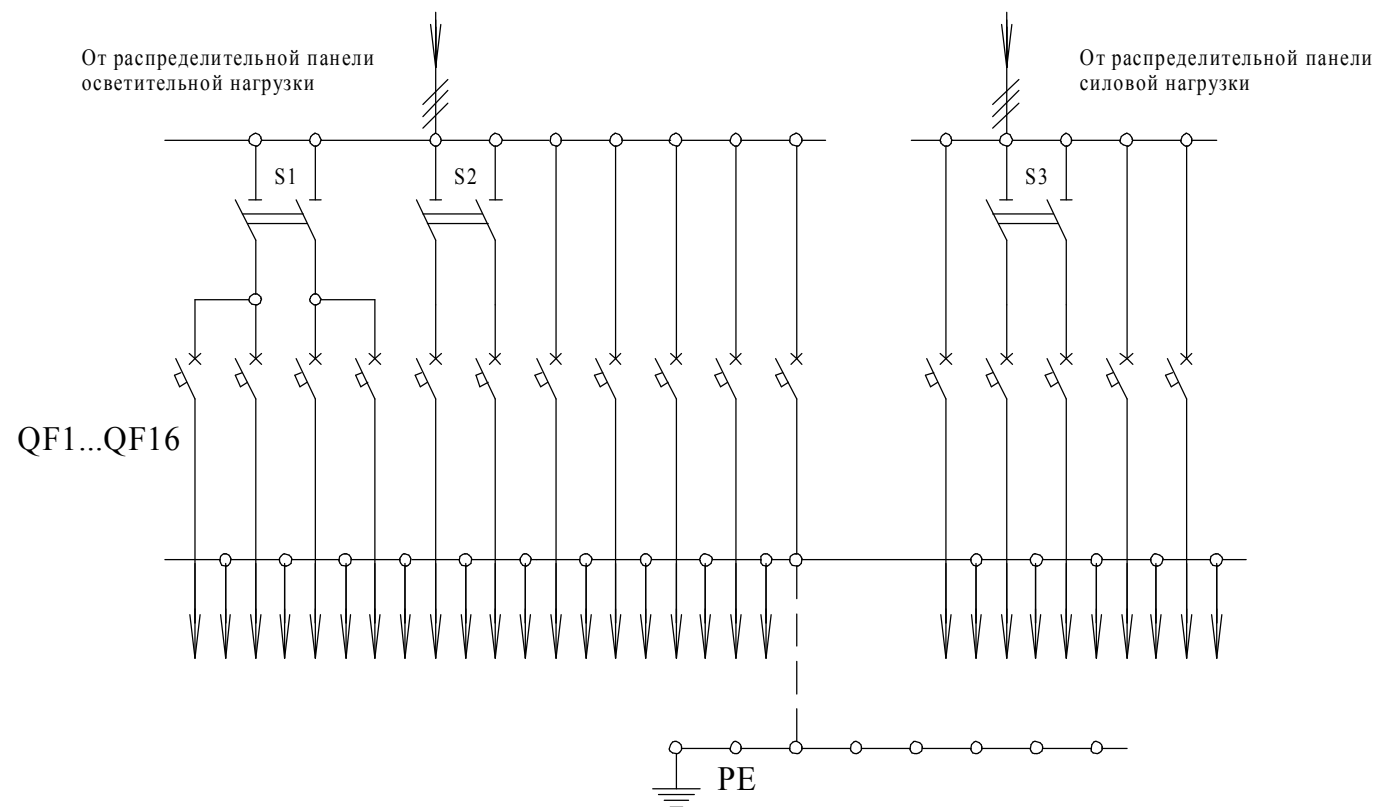 От распределительной панели
осветительной нагрузки
От распределительной панели
силовой нагрузки
S1
S2
S3
QF1...QF16
PE